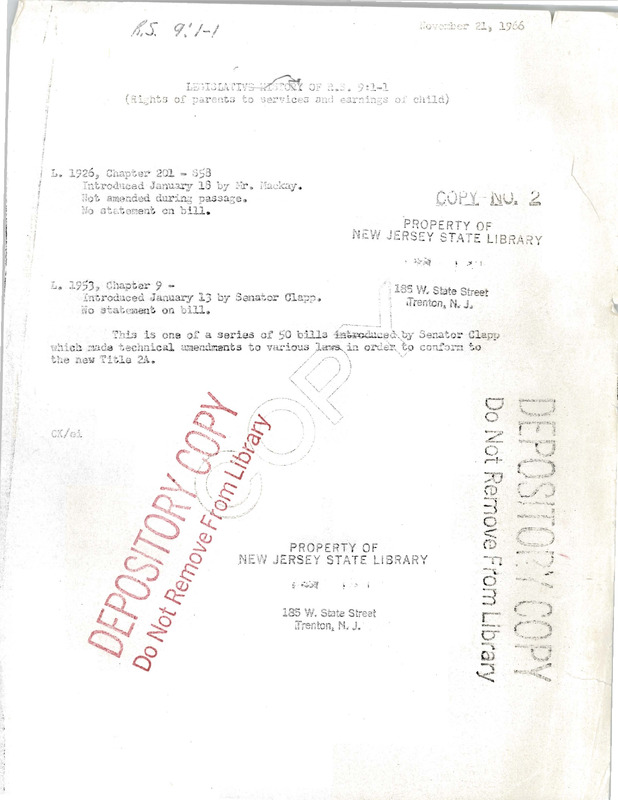 R.S. 9:1-1
November 21, 1966
LEGISLATIVE HISTORY OF R.S. 9:1-1
(Rights of parents to services and earnings of child)
L. 1926, Chapter 201 - S58
Introduced January 18 by Mr. Mackay.
Not amended during passage.
No statement on bill.
COPY NO. 2
PROPERTY OF
NEW JERSEY STATE LIBRARY
185 W. State Street
Trenton, N. J.
L. 1953, Chapter 9 -
Introduced January 13 by Senator Clapp.
No statement on bill.
This is one of a series of 50 bills introduced by Senator Clapp
which made technical amendments to various laws in order to conform to
the new Title 2A.
COPY
CX/ei
DEPOSITORY COPY
Do Not Remove From Library
DEPOSITORY COPY
Do Not Remove From Library
PROPERTY OF
NEW JERSEY STATE LIBRARY
185 W. State Street
Trenton, N. J.